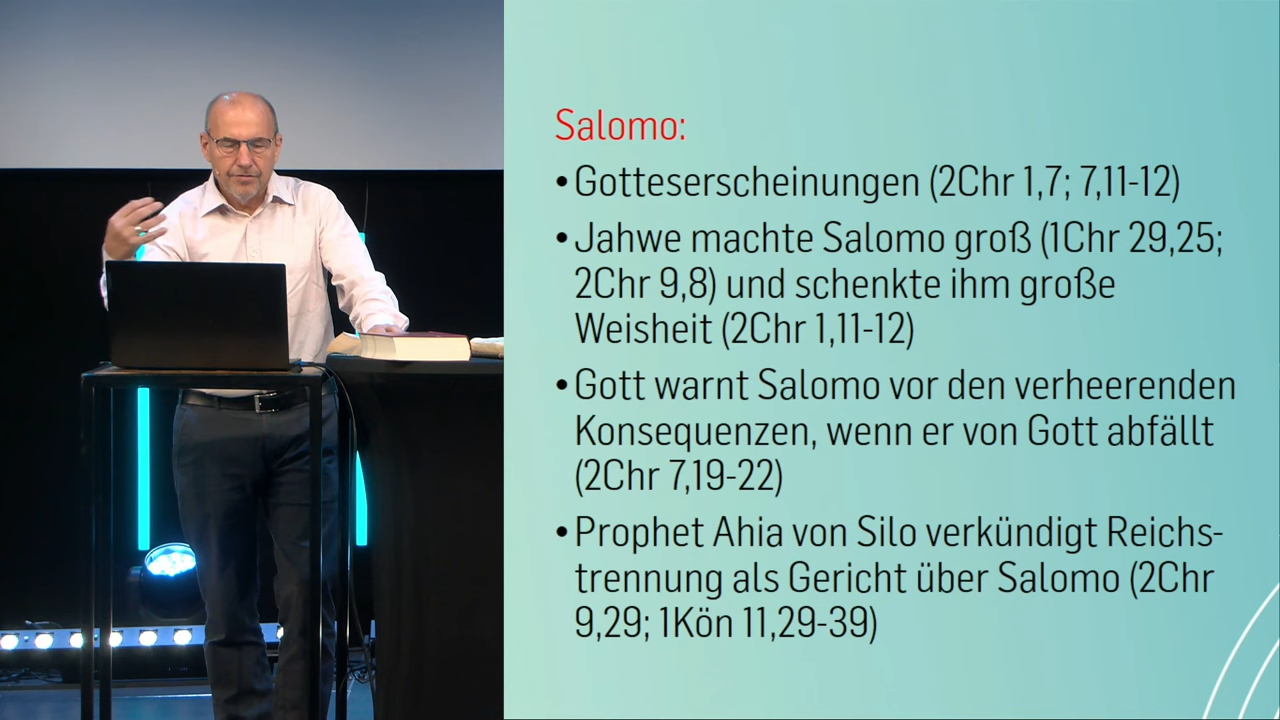 Salomo:
• Gotteserscheinungen (2Chr 1,7; 7,11-12)
• Jahwe machte Salomo groß (1Chr 29,25;
2Chr 9,8) und schenkte ihm große
Weisheit (2Chr 1,11-12)
• Gott warnt Salomo vor den verheerenden
Konsequenzen, wenn er von Gott abfällt
(2Chr 7,19-22)
• Prophet Ahia von Silo verkündigt Reichs-
trennung als Gericht über Salomo (2Chr
9,29; 1Kön 11,29-39)